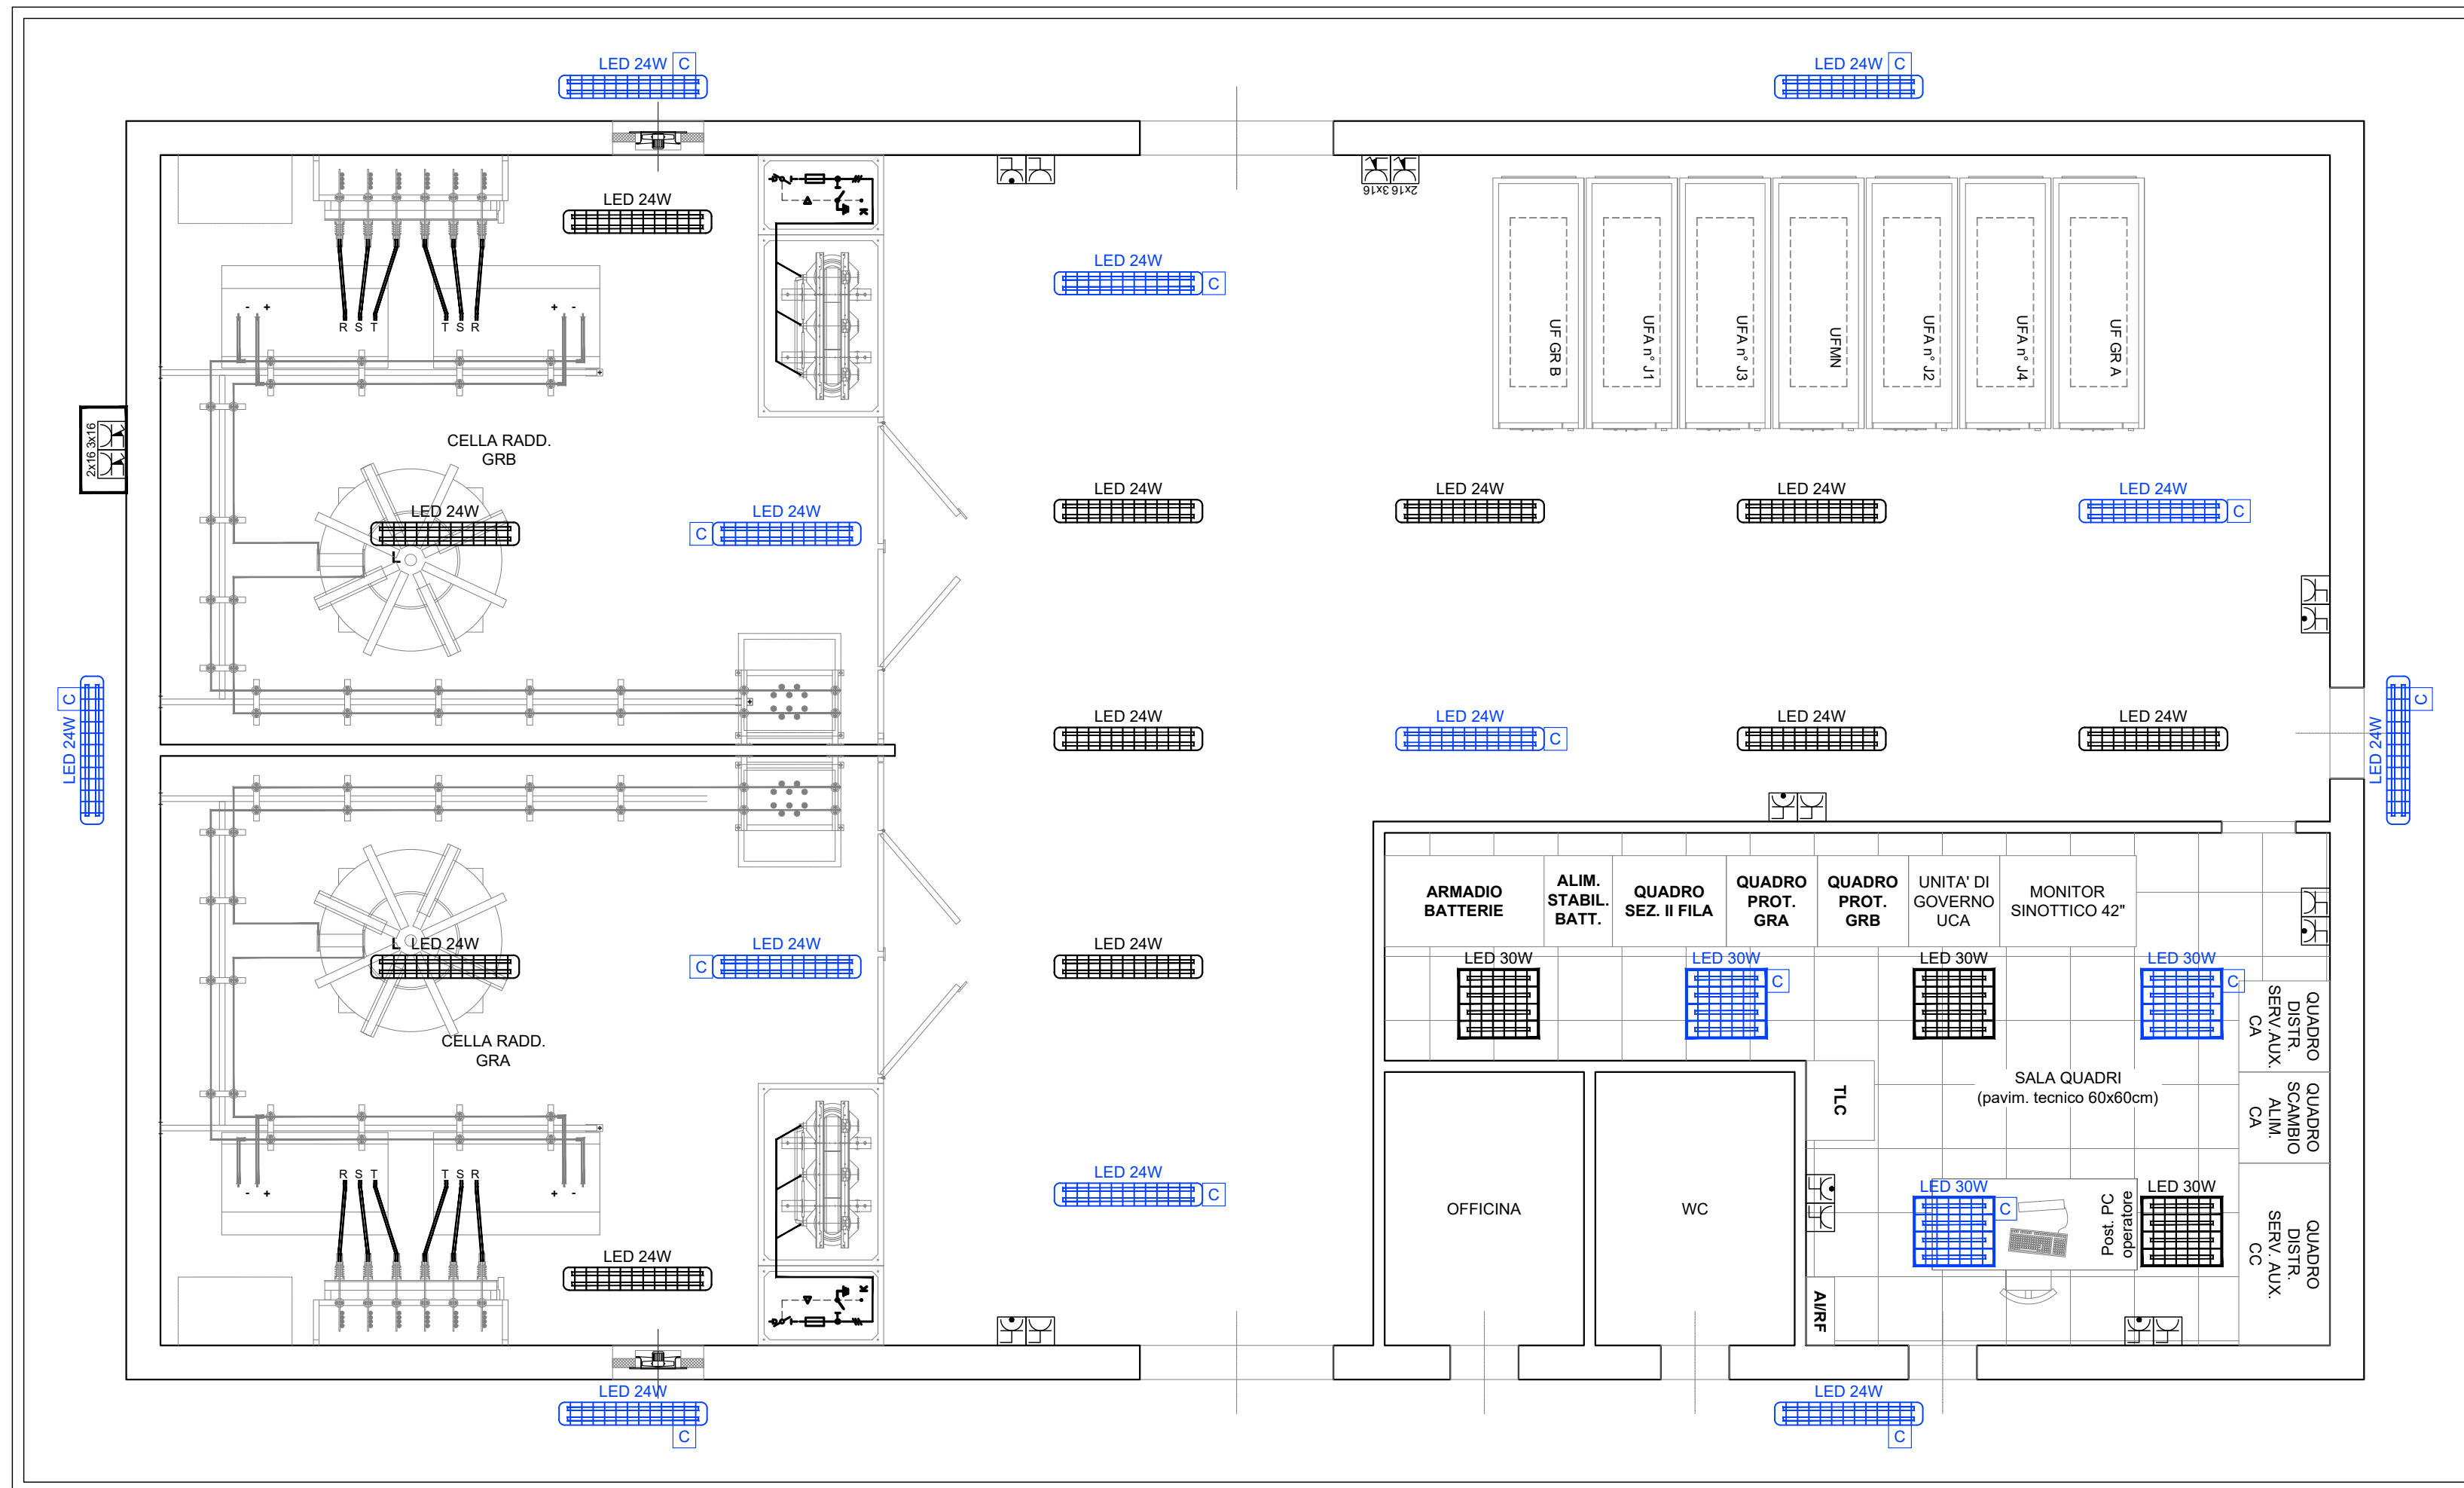 LED 24W C
LED 24W C
LED 24W
2x16 3x16
LED 24W
C
R S T
T S R
- +
+ -
UF GR B
UFA n° J1
UFA n° J3
UFMN
UFA n° J2
UFA n° J4
UF GR A
2x16 3x16
CELLA RADD.
GRB
LED 24W
L
LED 24W
C
LED 24W
LED 24W
LED 24W
LED 24W
C
LED 24W C
LED 24W
LED 24W
C
LED 24W
LED 24W
LED 24W
C
ARMADIO
BATTERIE
ALIM.
STABIL.
BATT.
QUADRO
SEZ. II FILA
QUADRO
PROT.
GRA
QUADRO
PROT.
GRB
UNITA' DI
GOVERNO
UCA
MONITOR
SINOTTICO 42"
L
LED 24W
LED 24W
C
LED 24W
LED 30W
LED 30W
C
LED 30W
LED 30W
C
CELLA RADD.
GRA
QUADRO
DISTR.
SERV.AUX.
CA
SALA QUADRI
(pavim. tecnico 60x60cm)
TLC
QUADRO
SCAMBIO
ALIM.
CA
R S T
T S R
- +
+ -
LED 24W
C
OFFICINA
WC
LED 30W
C
Post. PC
operatore
LED 30W
QUADRO
DISTR.
SERV. AUX.
CC
LED 24W
AI/RF
LED 24W
C
LED 24W
C